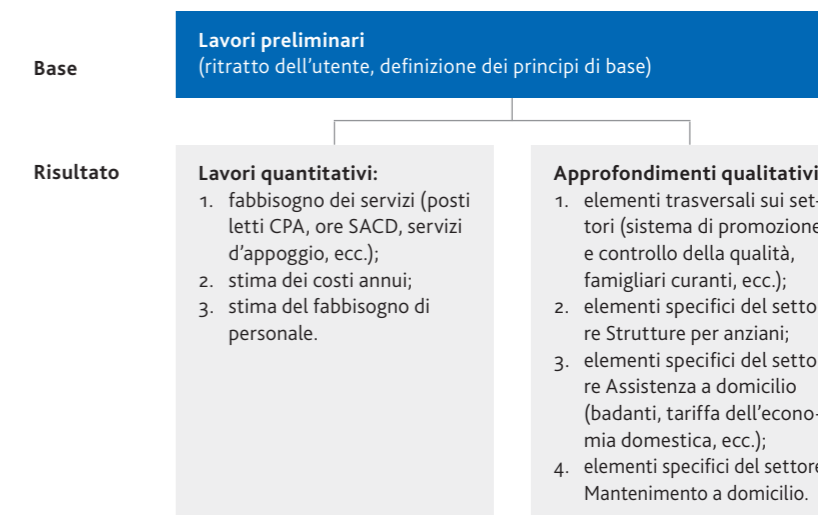 Base
Lavori preliminari
(ritratto dell'utente, definizione dei principi di base)
Risultato
Lavori quantitativi:
1. fabbisogno dei servizi (posti
letti CPA, ore SACD, servizi
d'appoggio, ecc.);
2. stima dei costi annui;
3. stima del fabbisogno di
personale.
Approfondimenti qualitativi
1. elementi trasversali sui set-
tori (sistema di promozione
e controllo della qualità,
famigliari curanti, ecc.);
2. elementi specifici del setto
re Strutture per anziani;
3. elementi specifici del setto
re Assistenza a domicilio
(badanti, tariffa dell'econo-
mia domestica, ecc.);
4. elementi specifici del settore
Mantenimento a domicilio.